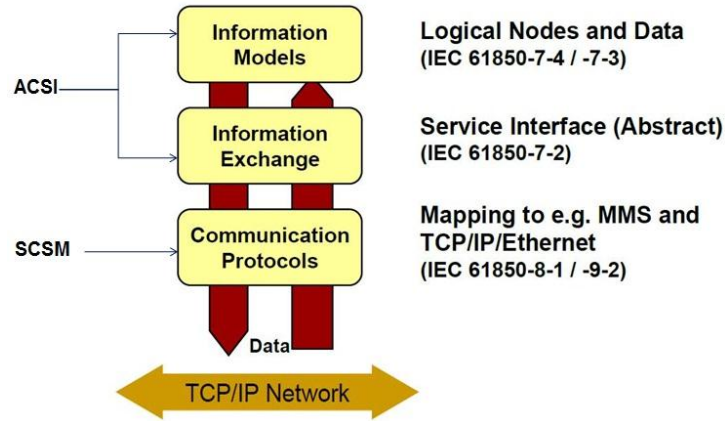 Information
Models
Logical Nodes and Data
(IEC 61850-7-4 / -7-3)
ACSI
Information
Exchange
Service Interface (Abstract)
(IEC 61850-7-2)
SCSM
Communication
Protocols
Mapping to e.g. MMS and
TCP/IP/Ethernet
(IEC 61850-8-1 / -9-2)
Data
TCP/IP Network